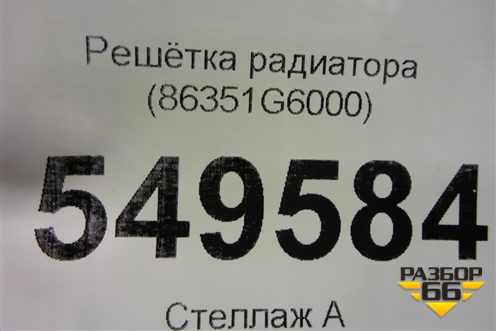 Решётка радиатора
(86351G6000)
549584
РАЗБОР
66
Стеллаж А